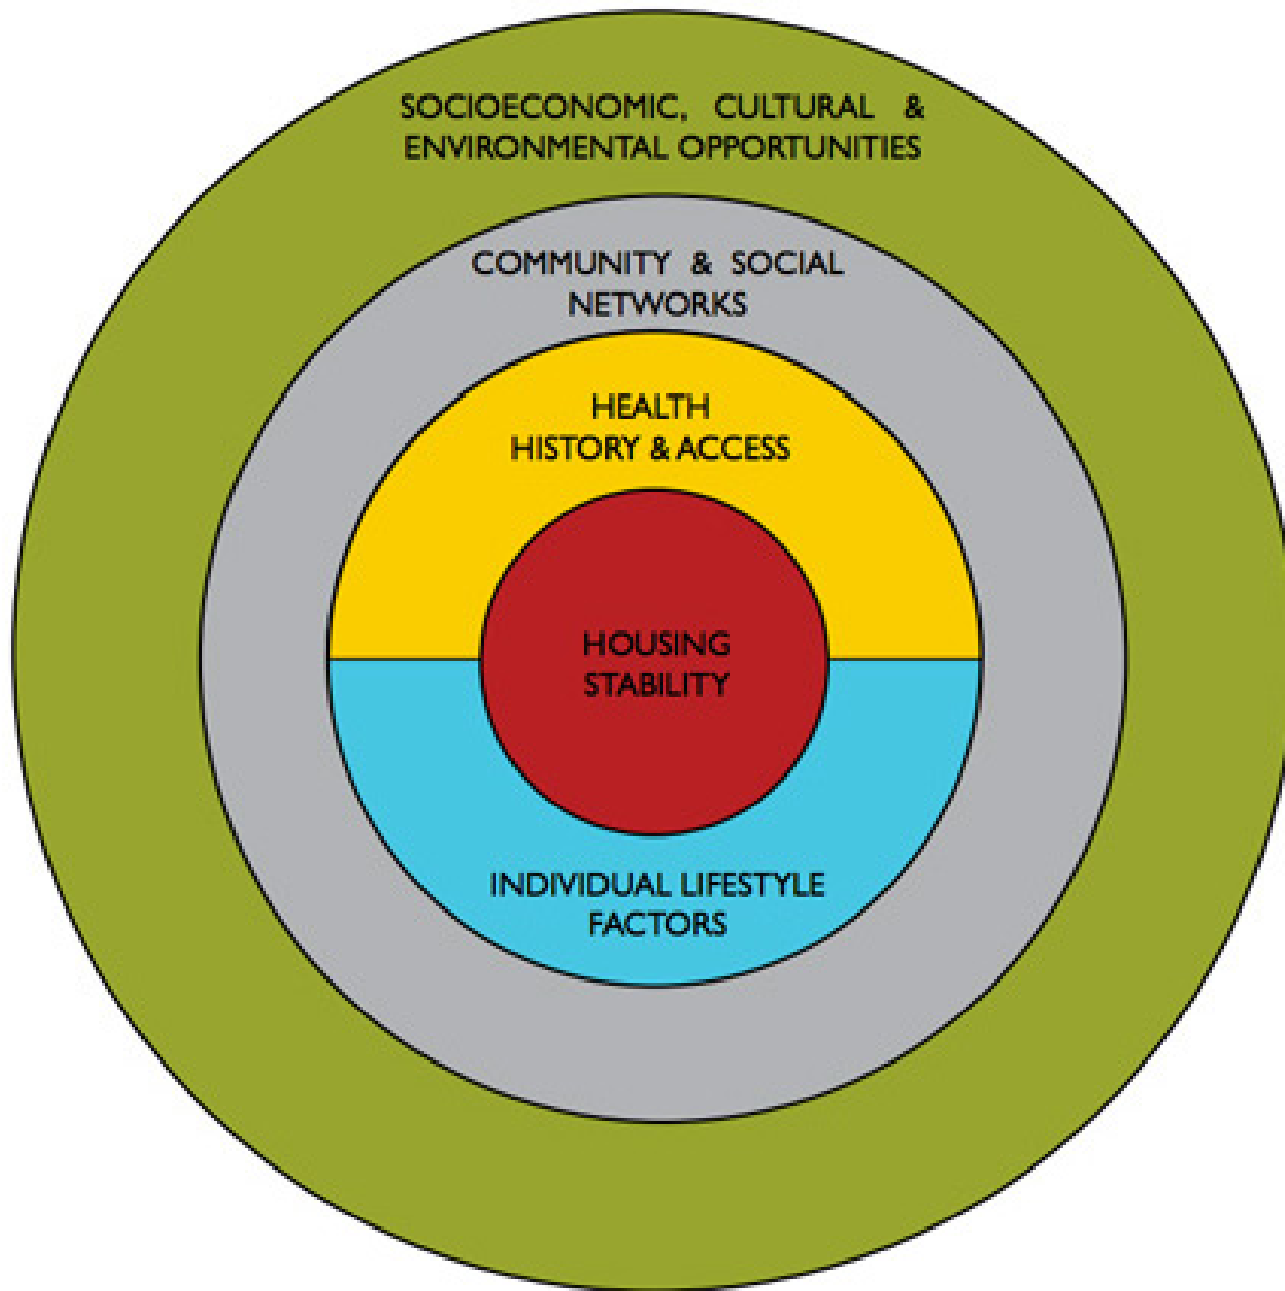 SOCIOECONOMIC, CULTURAL &
ENVIRONMENTAL OPPORTUNITIES
COMMUNITY & SOCIAL
NETWORKS
HEALTH
HISTORY & ACCESS
HOUSING
STABILITY
INDIVIDUAL LIFESTYLE
FACTORS